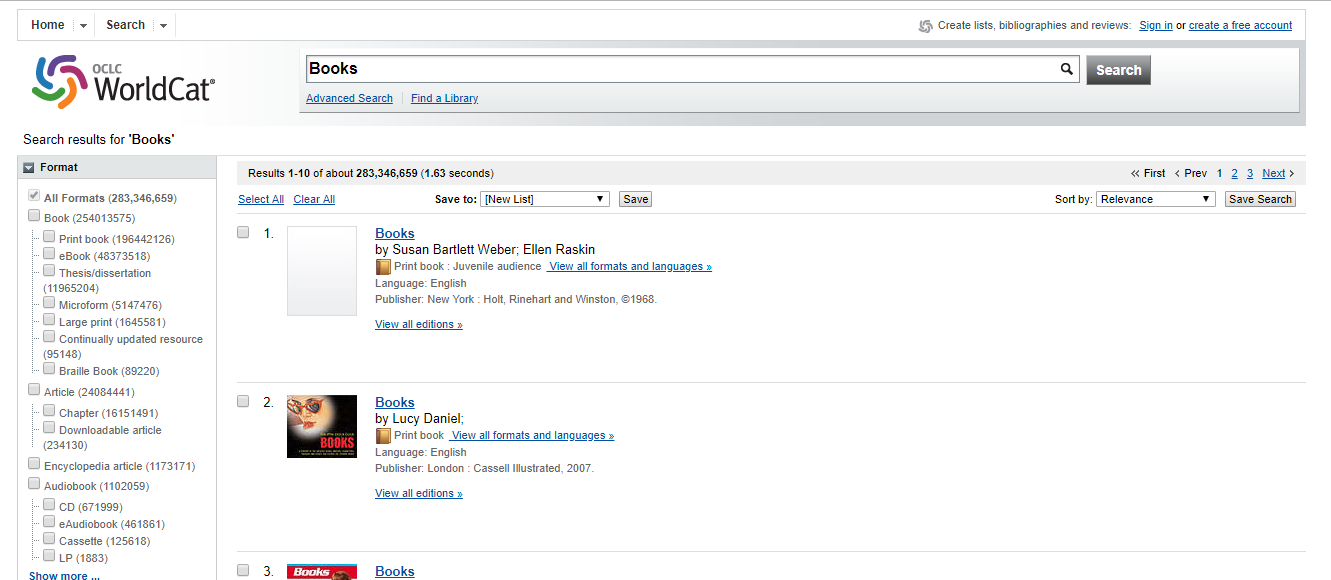 Home Search Create lists, bibliographies and reviews: Sign in or create a free account
OCLC
WorldCat®
Books Search
Advanced Search Find a Library
Search results for 'Books'
Format
All Formats (283,346,659)
Book (254013575)
Print book (196442126)
eBook (48373518)
Thesis/dissertation
(11965204)
Microform (5147476)
Large print (1645581)
Continually updated resource
(95148)
Braille Book (89220)
Article (24084441)
Chapter (16151491)
Downloadable article
(234130)
Encyclopedia article (1173171)
Audiobook (1102059)
CD (671999)
eAudiobook (461861)
Cassette (125618)
LP (1883)
Show more ...
Results 1-10 of about 283,346,659 (1.63 seconds) « First ‹ Prev 1 2 3 Next ›
Select All Clear All Save to: [New List] Save Sort by: Relevance Save Search
1. Books
by Susan Bartlett Weber; Ellen Raskin
Print book : Juvenile audience View all formats and languages »
Language: English
Publisher: New York : Holt, Rinehart and Winston, ©1968.
View all editions »
2. Books
by Lucy Daniel;
Print book View all formats and languages »
Language: English
Publisher: London : Cassell Illustrated, 2007.
View all editions »
BOOKS
3. Books
Books